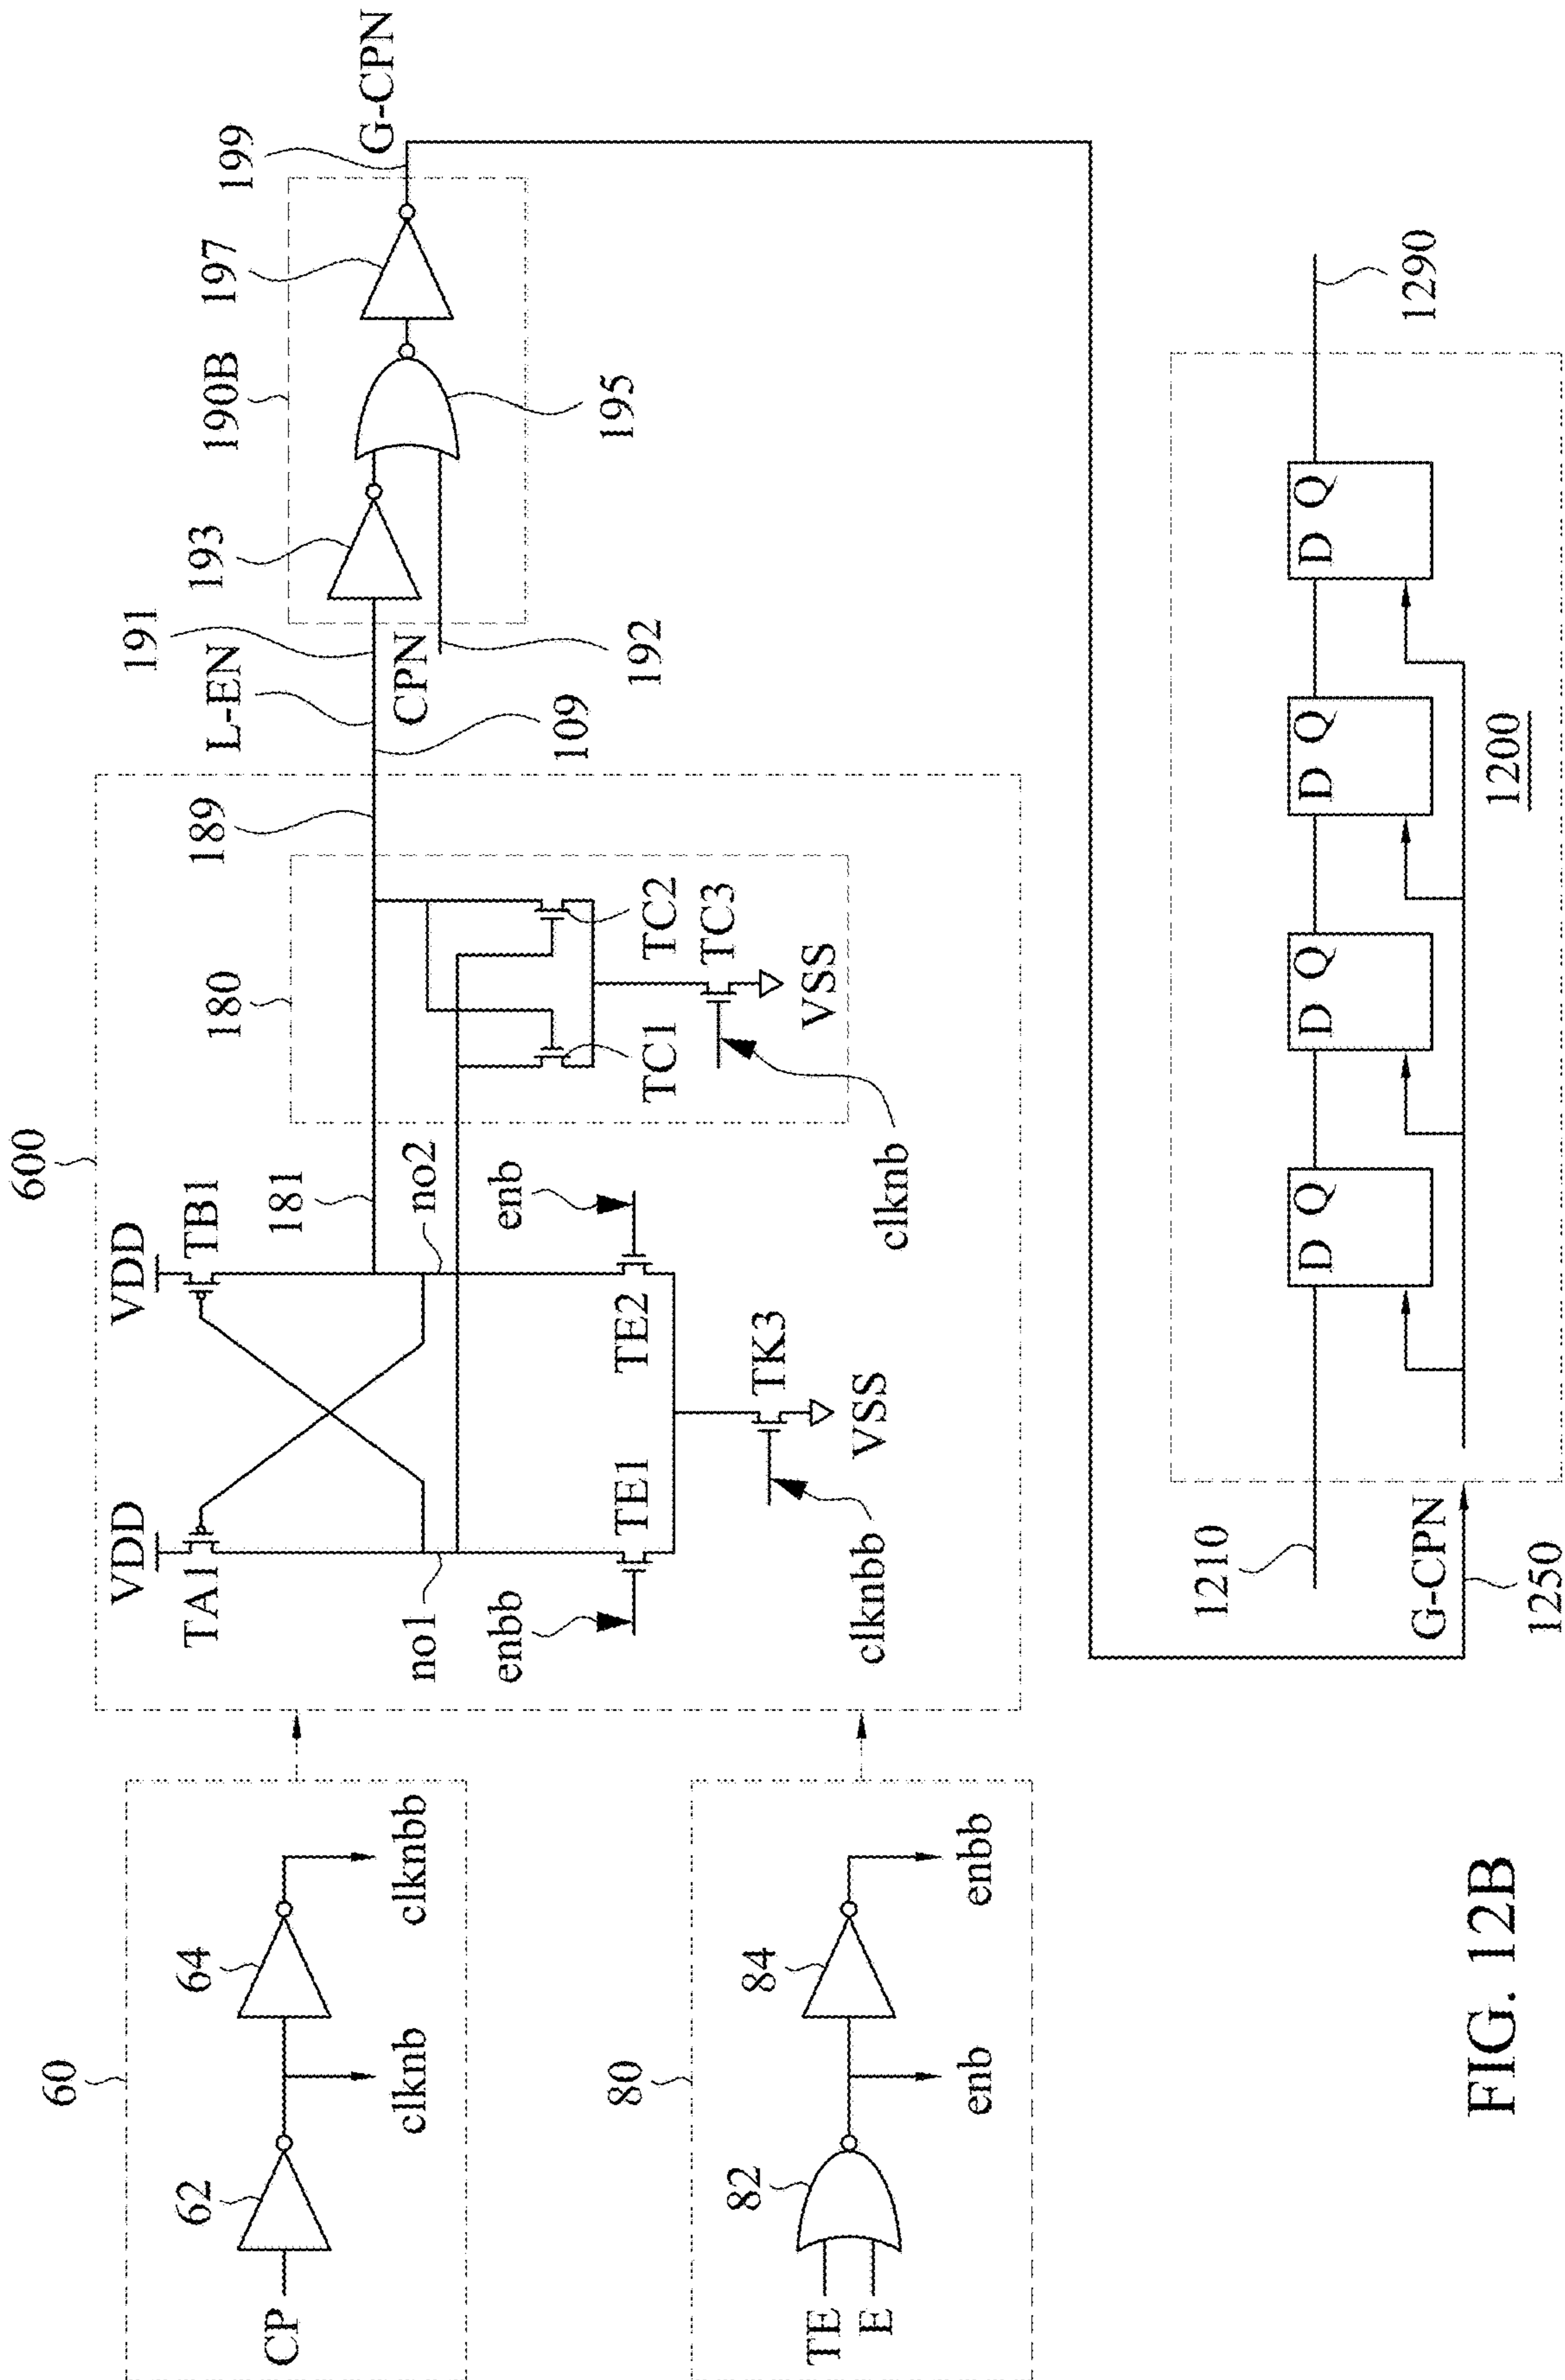 60
62
64
CP
clknb
clknbb
80
82
84
TE
E
enb
enbb
600
VDD
VDD
TA1
TB1
181
no1
no2
enbb
enb
TE1
TE2
TK3
clknbb
VSS
180
189
TC1
TC2
TC3
clknb
VSS
L-EN
191
109
CPN
192
190B
193
195
197
199
G-CPN
1210
D Q
D Q
D Q
D Q
1290
G-CPN
1250
1200
FIG. 12B